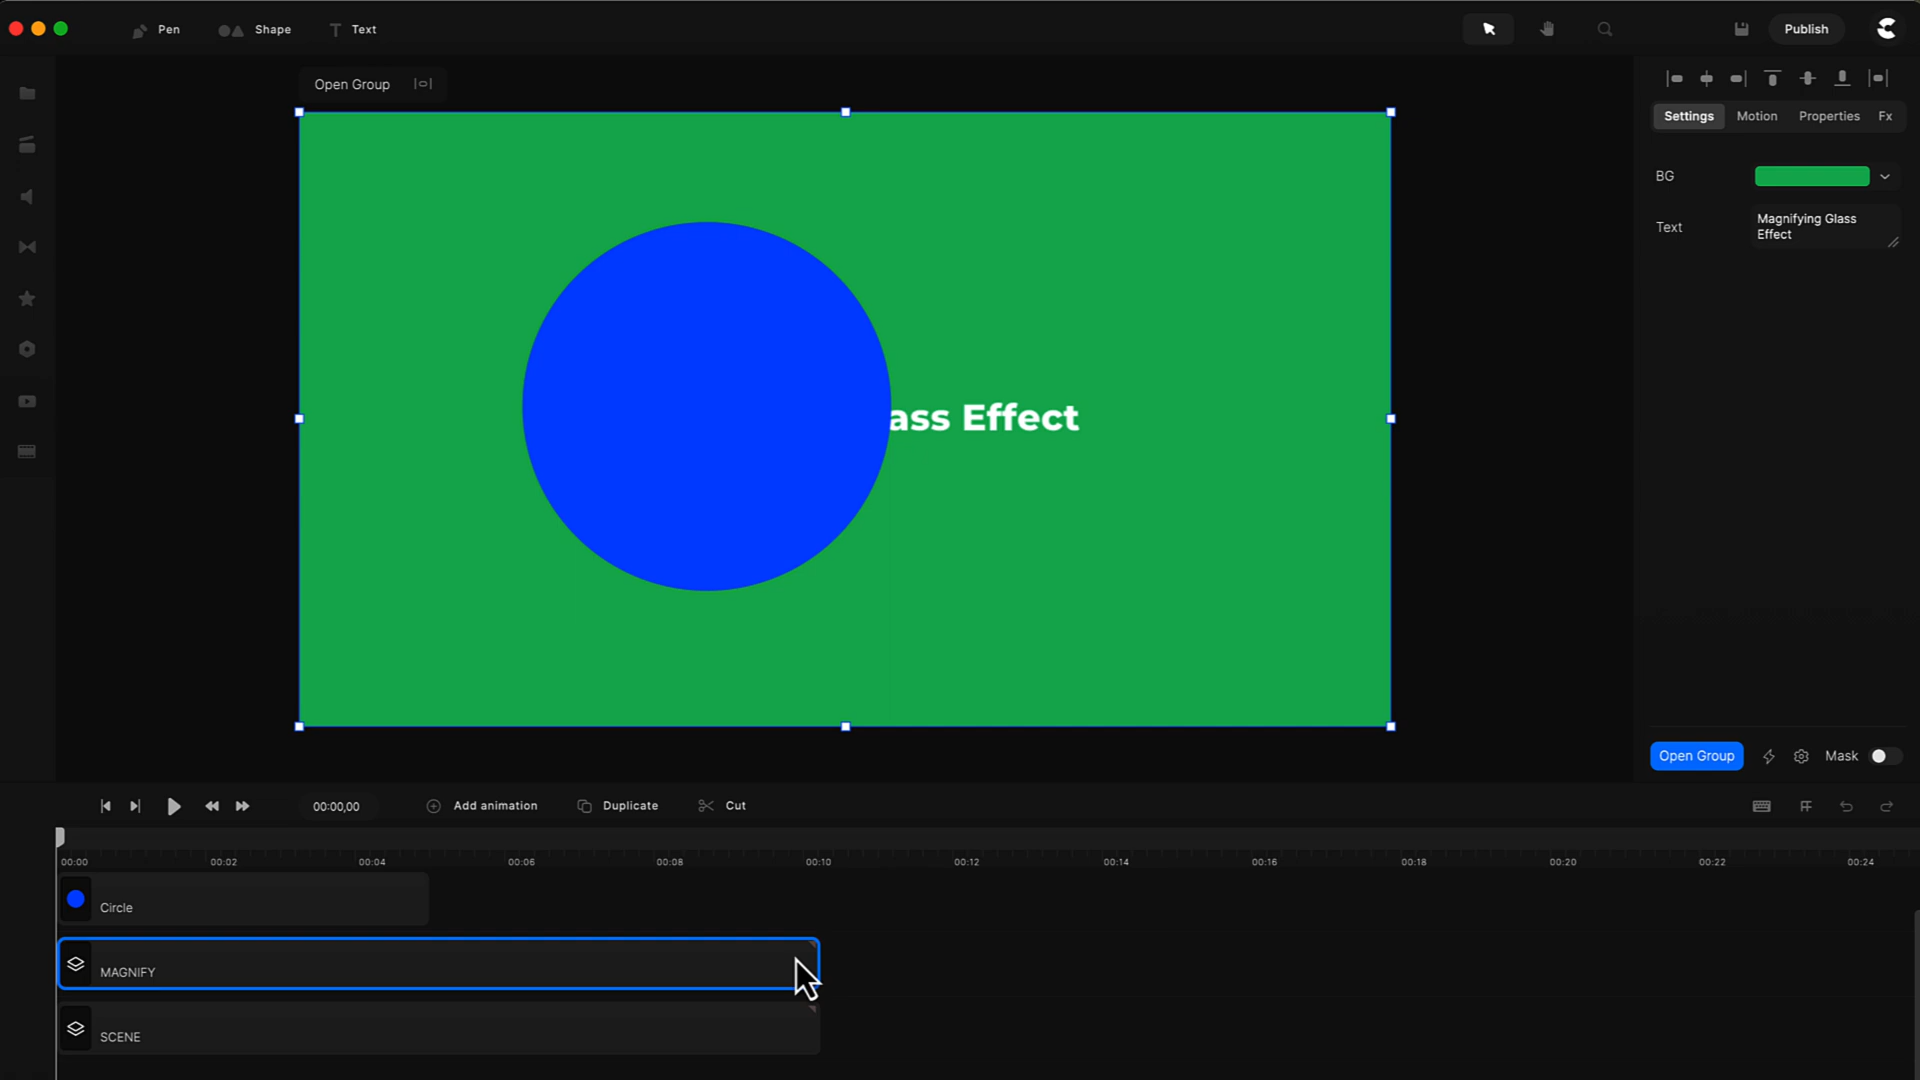 Pen
Shape
Text
Publish
Open Group
Settings Motion Properties Fx
BG
Text
Magnifying Glass
Effect
ass Effect
Open Group
Mask
00:00,00
Add animation
Duplicate
Cut
00:00 00:02 00:04 00:06 00:08 00:10 00:12 00:14 00:16 00:18 00:20 00:22 00:24
Circle
MAGNIFY
SCENE